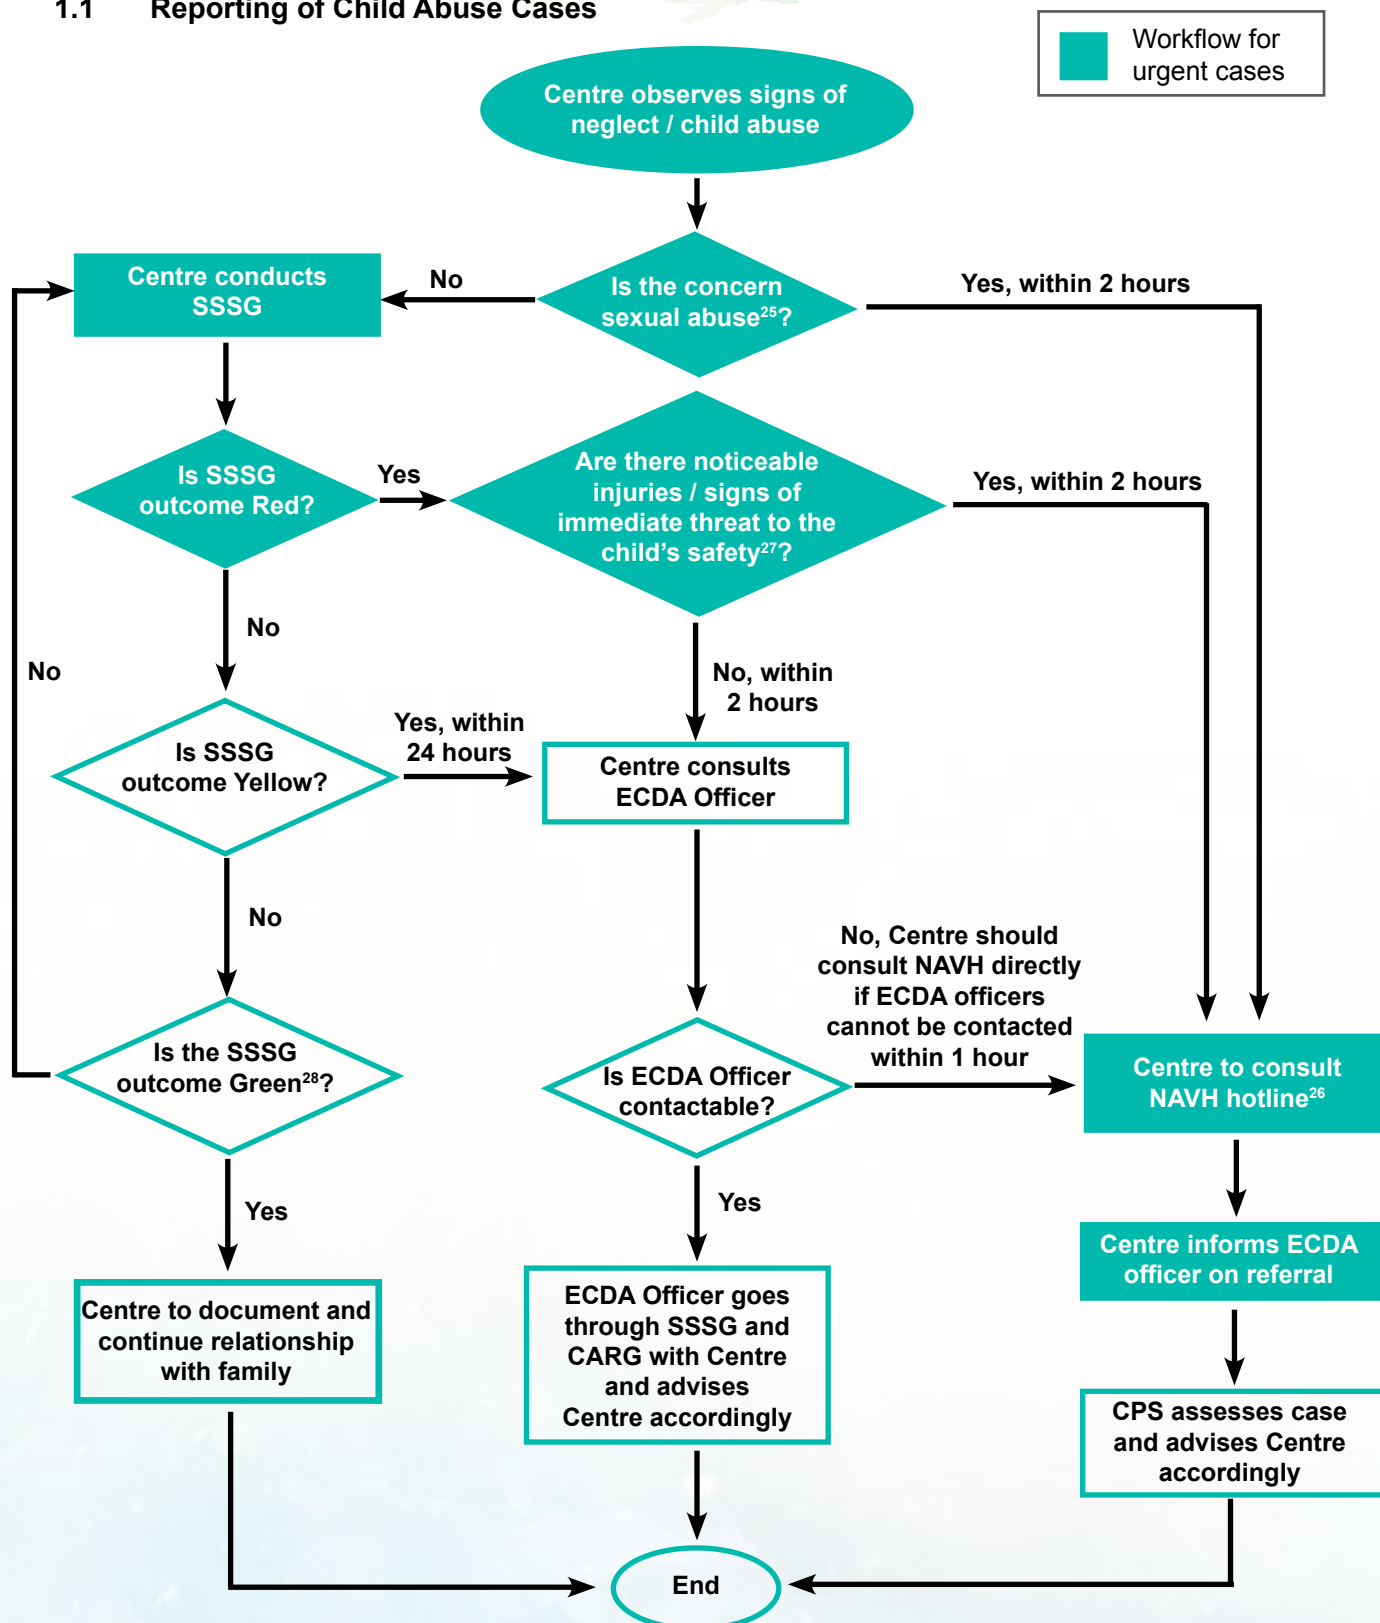 1.1 Reporting of Child Abuse Cases
Workflow for
urgent cases
Centre observes signs of
neglect / child abuse
Centre conducts
SSSG
No
Is the concern
sexual abuse²⁵?
Yes, within 2 hours
Is SSSG
outcome Red?
Yes
Are there noticeable
injuries / signs of
immediate threat to the
child’s safety²⁷?
Yes, within 2 hours
No
No
No, within
2 hours
Is SSSG
outcome Yellow?
Yes, within
24 hours
Centre consults
ECDA Officer
No
No, Centre should
consult NAVH directly
if ECDA officers
cannot be contacted
within 1 hour
Is the SSSG
outcome Green²⁸?
Is ECDA Officer
contactable?
Centre to consult
NAVH hotline²⁶
Yes
Yes
Centre informs ECDA
officer on referral
Centre to document and
continue relationship
with family
ECDA Officer goes
through SSSG and
CARG with Centre
and advises
Centre accordingly
CPS assesses case
and advises Centre
accordingly
End